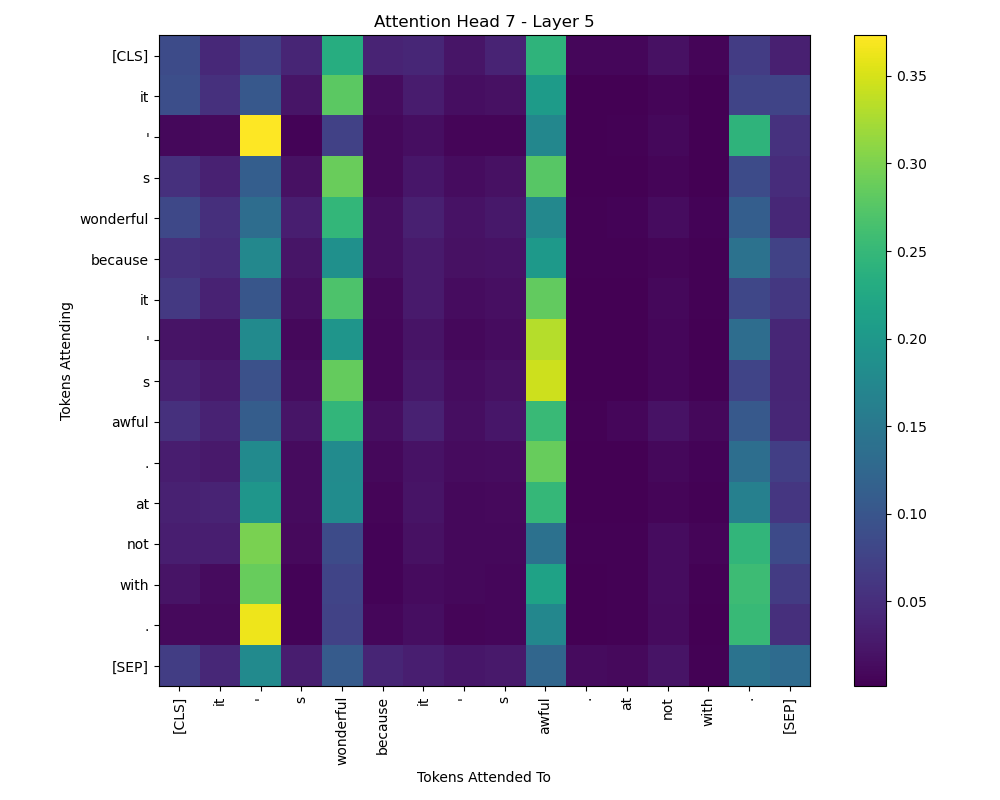 Attention Head 7 - Layer 5
Tokens Attending
[CLS]
it
'
s
wonderful
because
it
'
s
awful
.
at
not
with
.
[SEP]
[CLS]
it
'
s
wonderful
because
it
'
s
awful
.
at
not
with
.
[SEP]
Tokens Attended To
0.35
0.30
0.25
0.20
0.15
0.10
0.05